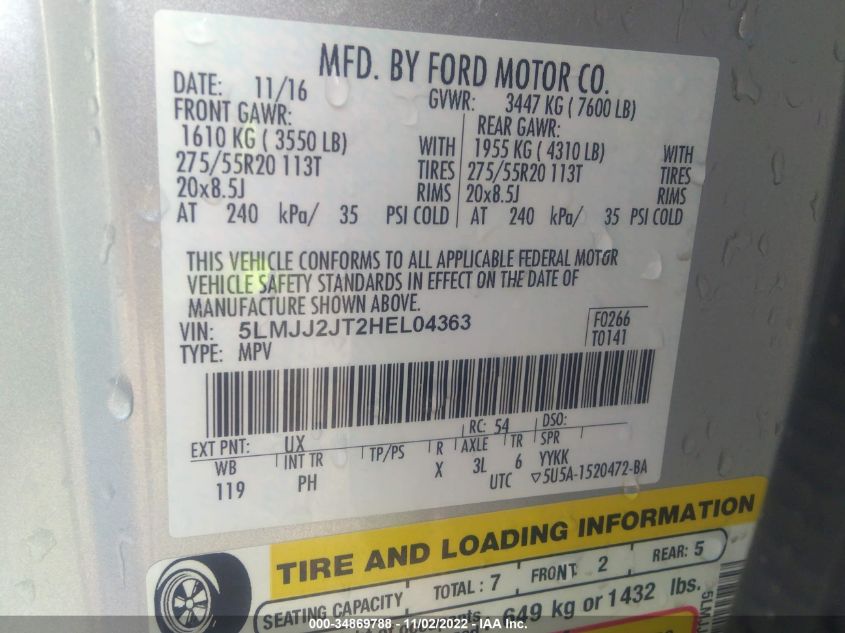 MFD. BY FORD MOTOR CO.
DATE: 11/16 GVWR: 3447 KG ( 7600 LB)
FRONT GAWR: REAR GAWR:
1610 KG ( 3550 LB) WITH 1955 KG ( 4310 LB) WITH
275/55R20 113T TIRES 275/55R20 113T TIRES
20x8.5J RIMS 20x8.5J RIMS
AT 240 kPa/ 35 PSI COLD AT 240 kPa/ 35 PSI COLD
THIS VEHICLE CONFORMS TO ALL APPLICABLE FEDERAL MOTOR
VEHICLE SAFETY STANDARDS IN EFFECT ON THE DATE OF
MANUFACTURE SHOWN ABOVE.
VIN: 5LMJJ2JT2HEL04363 F0266
TYPE: MPV T0141
EXT PNT: UX RC: 54 DSO:
WB INT TR TP/PS R AXLE TR SPR
119 PH X 3L 6 YYKK
UTC ▽5U5A-1520472-BA
TIRE AND LOADING INFORMATION
SEATING CAPACITY TOTAL : 7 FRONT: 2 REAR: 5
649 kg or 1432 lbs.
000-34869788 - 11/02/2022 - IAAI.com